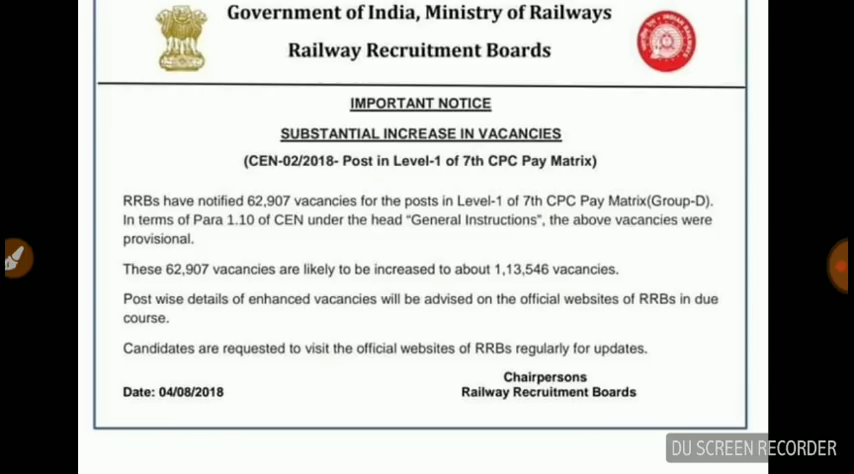 Government of India, Ministry of Railways
Railway Recruitment Boards
IMPORTANT NOTICE
SUBSTANTIAL INCREASE IN VACANCIES
(CEN-02/2018- Post in Level-1 of 7th CPC Pay Matrix)
RRBs have notified 62,907 vacancies for the posts in Level-1 of 7th CPC Pay Matrix(Group-D).
In terms of Para 1.10 of CEN under the head “General Instructions”, the above vacancies were
provisional.
These 62,907 vacancies are likely to be increased to about 1,13,546 vacancies.
Post wise details of enhanced vacancies will be advised on the official websites of RRBs in due
course.
Candidates are requested to visit the official websites of RRBs regularly for updates.
Chairpersons
Date: 04/08/2018 Railway Recruitment Boards
DU SCREEN RECORDER